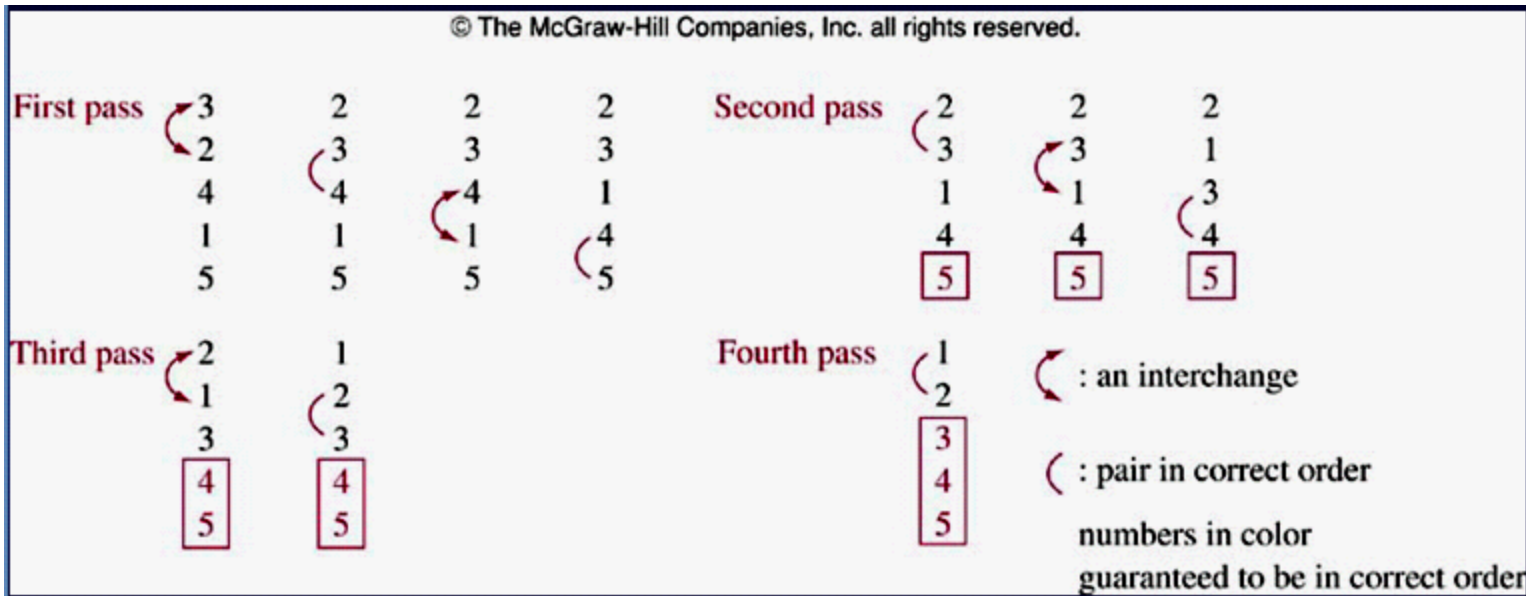 © The McGraw-Hill Companies, Inc. all rights reserved.
First pass 3 2 2 2
2 3 3 3
4 4 4 1
1 1 1 4
5 5 5 5
Second pass 2 2 2
3 3 1
1 1 3
4 4 4
5 5 5
Third pass 2 1
1 2
3 3
4 4
5 5
Fourth pass 1
2
3
4
5
: an interchange
: pair in correct order
numbers in color
guaranteed to be in correct order